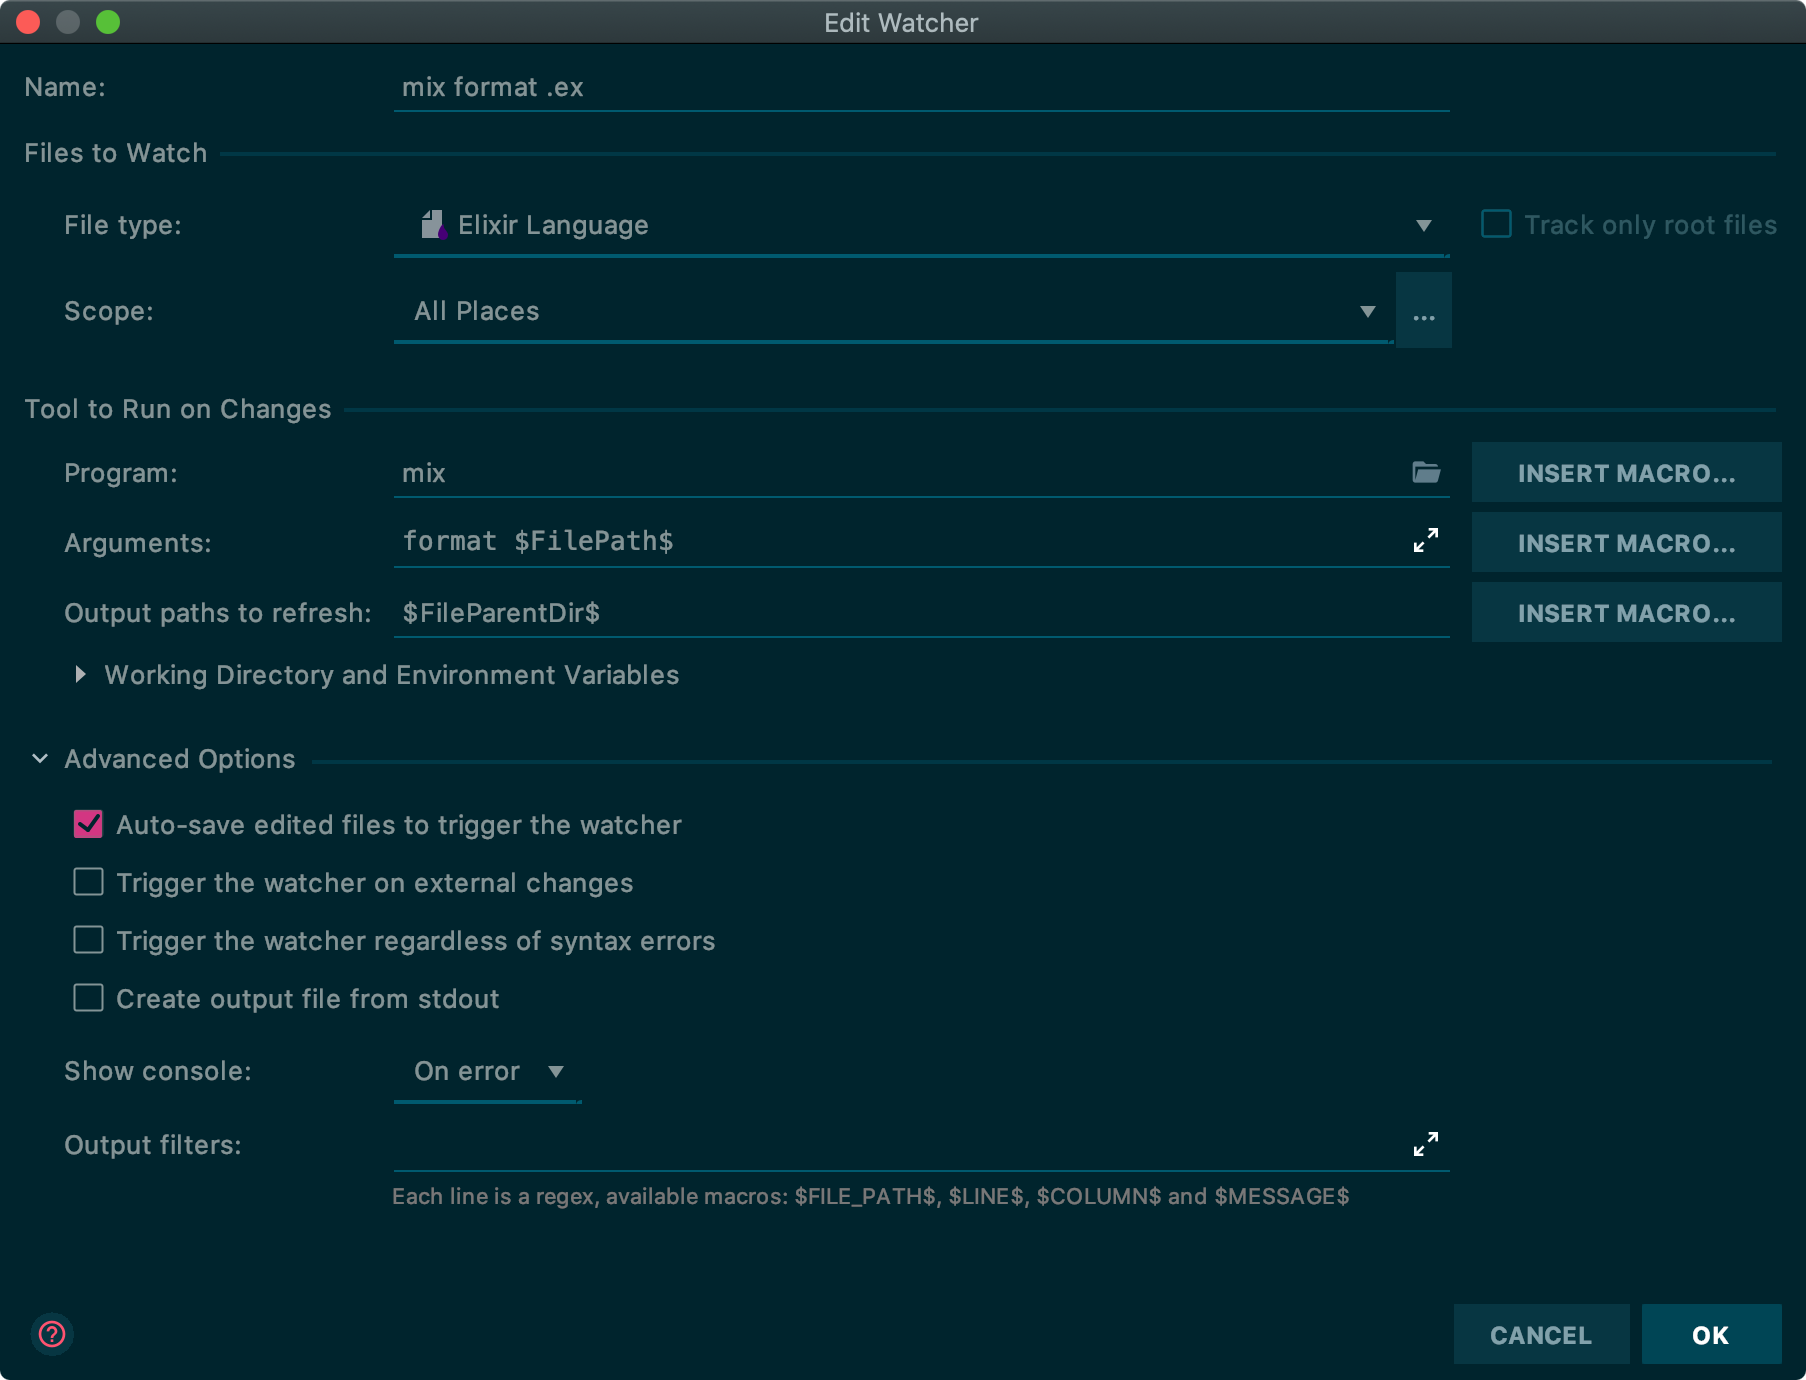 Edit Watcher
Name: mix format .ex
Files to Watch
File type: Elixir Language Track only root files
Scope: All Places ...
Tool to Run on Changes
Program: mix INSERT MACRO...
Arguments: format $FilePath$ INSERT MACRO...
Output paths to refresh: $FileParentDir$ INSERT MACRO...
Working Directory and Environment Variables
Advanced Options
Auto-save edited files to trigger the watcher
Trigger the watcher on external changes
Trigger the watcher regardless of syntax errors
Create output file from stdout
Show console: On error
Output filters:
Each line is a regex, available macros: $FILE_PATH$, $LINE$, $COLUMN$ and $MESSAGE$
? CANCEL OK